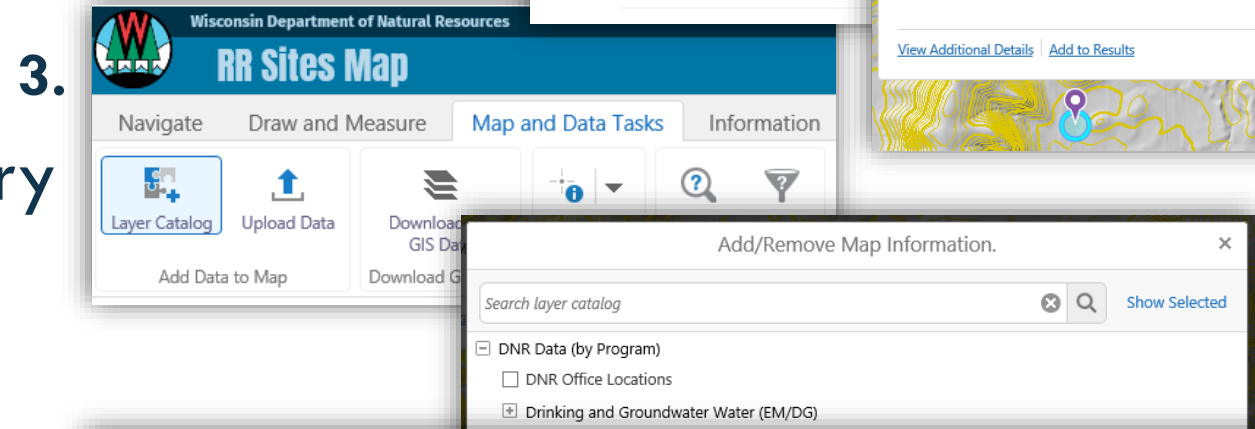 3.
ry
Wisconsin Department of Natural Resources
RR Sites Map
Navigate Draw and Measure Map and Data Tasks Information
Layer Catalog Upload Data
GIS
Add Data to Map
View Additional Details Add to Results
Add/Remove Map Information. ×
Search layer catalog Show Selected
DNR Data (by Program)
DNR Office Locations
Drinking and Groundwater Water (EM/DG)